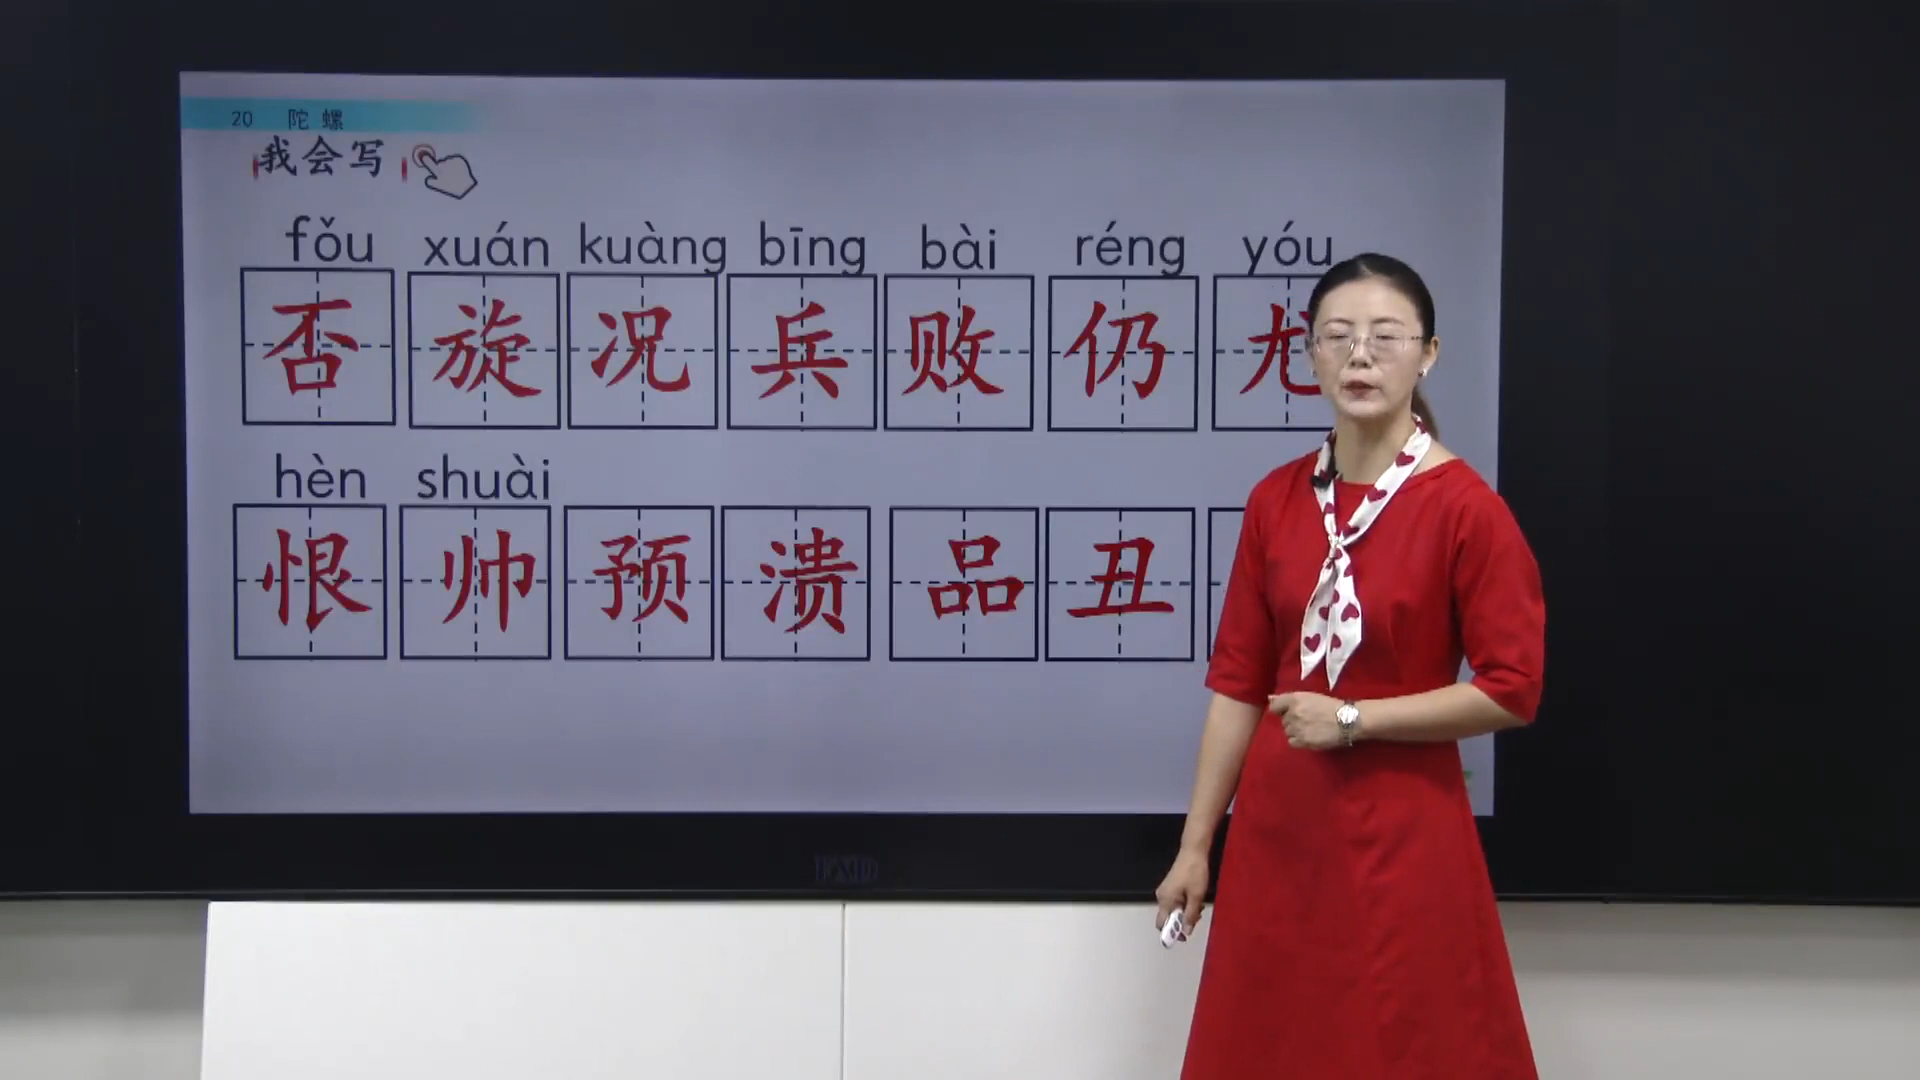 20 陀 螺
我会写
fǒu xuán kuàng bīng bài réng yóu
否 旋 况 兵 败 仍 尤
hèn shuài
恨 帅 预 溃 品 丑